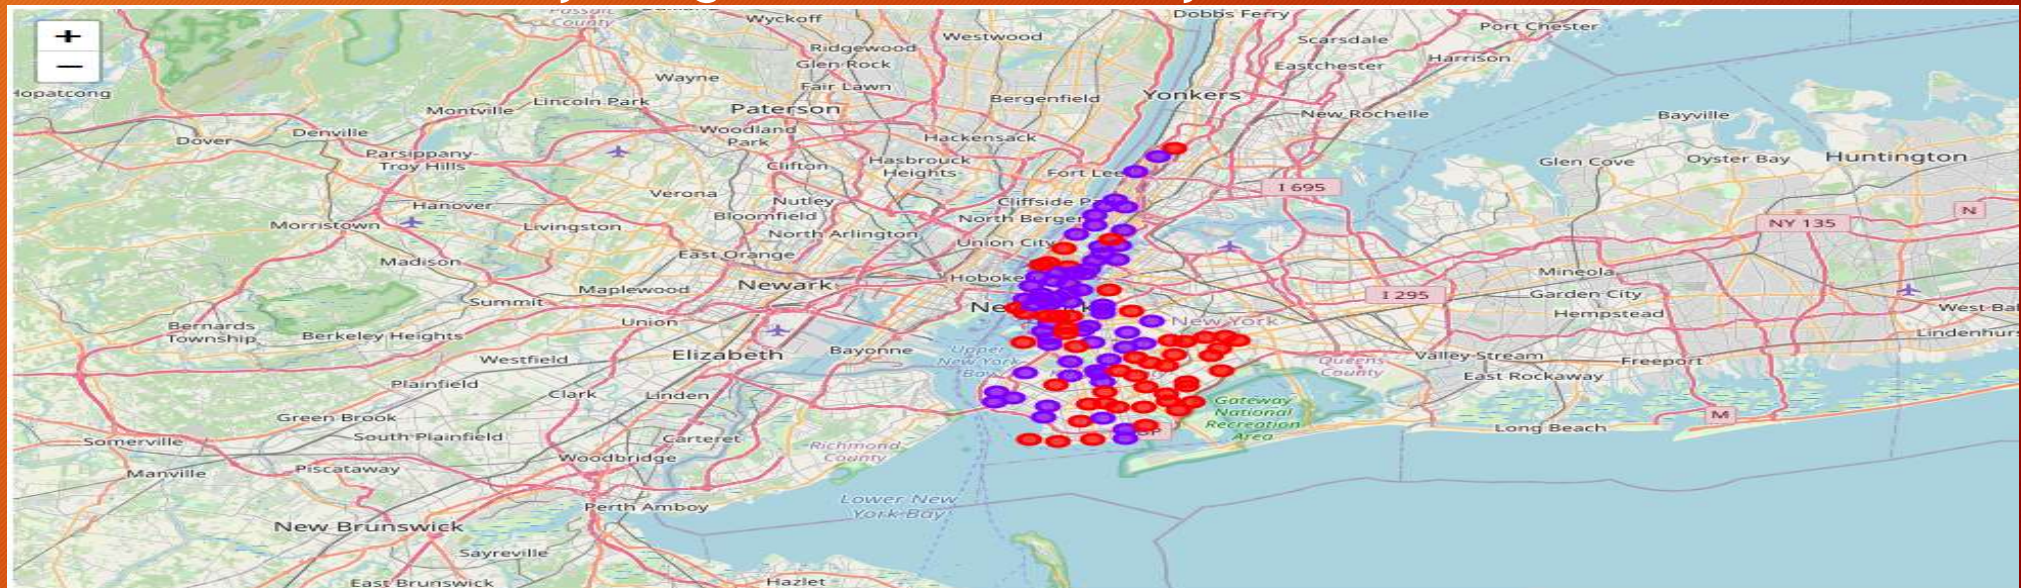 Dobbs Ferry
Wyckoff
Port Chester
Westwood
Scarsdale
Ridgewood
Glen Rock
Eastchester
Harrison
+
−
Wayne
Fair Lawn
Bergenfield
Yonkers
Montville
Lincoln Park
Paterson
New Rochelle
Bayville
Dover
Denville
Woodland
Park
Hackensack
Parsippany-
Troy Hills
Clifton
Hasbrouck
Heights
Fort Lee
Glen Cove
Oyster Bay
Huntington
I 695
Verona
Nutley
Cliffside
Hanover
Bloomfield
North Bergen
N
NY 135
Morristown
Livingston
North Arlington
Union City
Madison
East Orange
Mineola
Summit
Maplewood
Newark
I 295
Garden City
Hempstead
New York
Bernards
Township
Berkeley Heights
Union
Westfield
Elizabeth
Bayonne
Upper
New York
Bay
Queens
County
Valley Stream
Freeport
East Rockaway
Plainfield
Clark
Linden
Gateway
National
Recreation
Area
Green Brook
South Plainfield
Carteret
Richmond
County
M
Long Beach
Somerville
Woodbridge
Manville
Piscataway
Perth Amboy
Lower New
York Bay
New Brunswick
Sayreville
East Brunswick
Hazlet